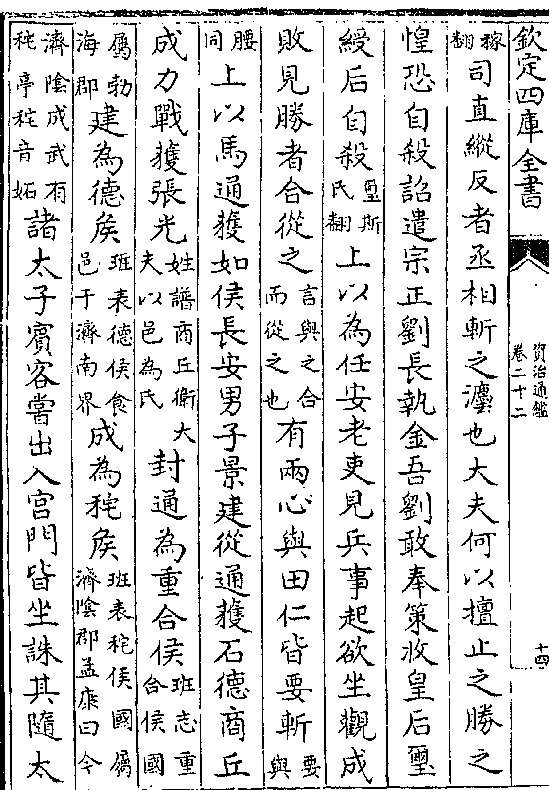 欽定四庫全書
資治通鑑
卷二十二
十四
稼翻司直縱反者丞相斬之灋也大夫何以擅止之勝之
惶恐自殺詔遣宗正劉長執金吾劉敢奉策收皇后璽
綬后自殺璽斯氏翻上以為任安老吏見兵事起欲坐觀成
敗見勝者合從之言與之合而從之也有兩心與田仁皆要斬要與
腰同上以馬通獲如侯長安男子景建從通獲石德商丘
成力戰獲張光姓譜商丘衛大夫以邑為氏封通為重合侯班志重合侯國
屬勃海郡建為德矦班表德侯食邑于濟南界成為秺矦班表秺侯國屬濟陰郡孟康曰今
濟陰成武有秺亭秺音妬諸太子賓客嘗出入宫門皆坐誅其隨太